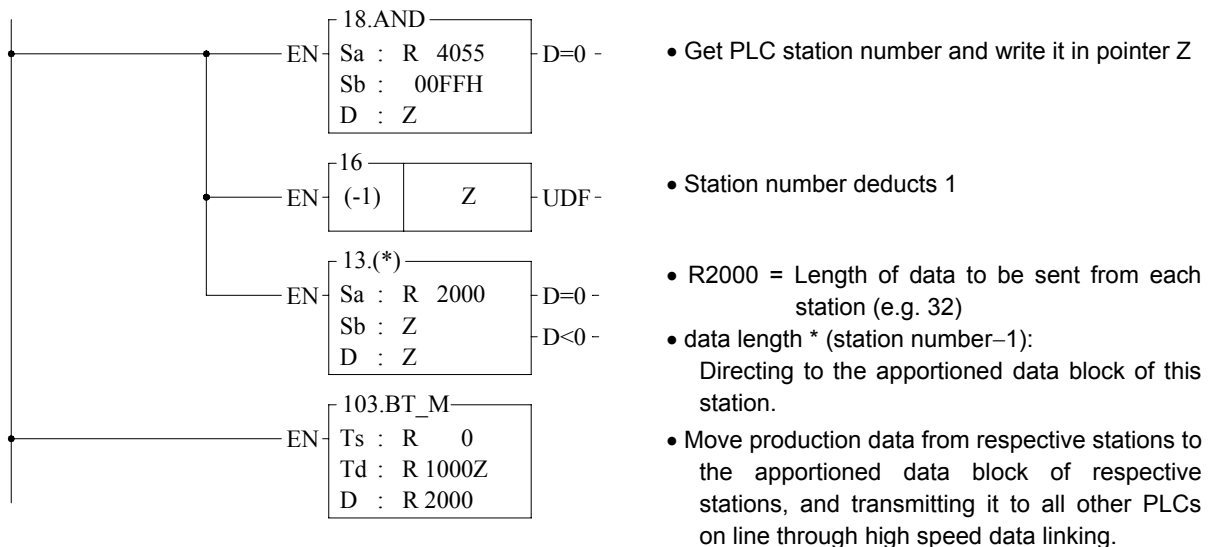 18.AND
EN Sa : R 4055 D=0
Sb : 00FFH
D : Z
• Get PLC station number and write it in pointer Z
16
EN (-1) Z UDF
• Station number deducts 1
13.(*)
EN Sa : R 2000 D=0
Sb : Z D<0
D : Z
• R2000 = Length of data to be sent from each
station (e.g. 32)
• data length * (station number−1):
Directing to the apportioned data block of this
station.
103.BT_M
EN Ts : R 0
Td : R 1000Z
D : R 2000
• Move production data from respective stations to
the apportioned data block of respective
stations, and transmitting it to all other PLCs
on line through high speed data linking.